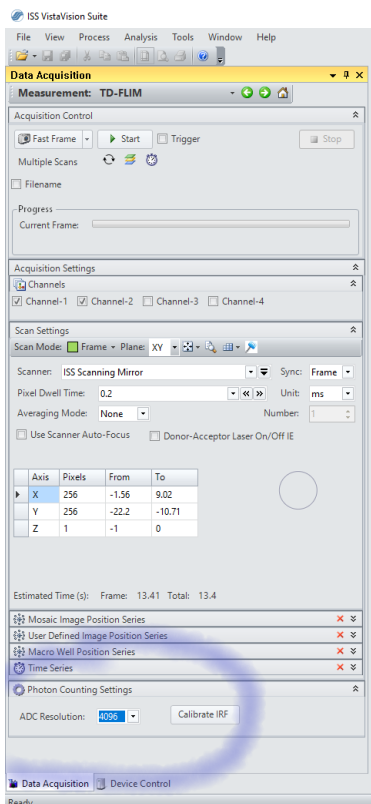 ISS VistaVision Suite
File View Process Analysis Tools Window Help
Data Acquisition
Measurement: TD-FLIM
Acquisition Control
Fast Frame Start Trigger Stop
Multiple Scans
Filename
Progress
Current Frame:
Acquisition Settings
Channels
Channel-1 Channel-2 Channel-3 Channel-4
Scan Settings
Scan Mode: Frame Plane: XY
Scanner: ISS Scanning Mirror Sync: Frame
Pixel Dwell Time: 0.2 Unit: ms
Averaging Mode: None Number: 1
Use Scanner Auto-Focus Donor-Acceptor Laser On/Off IE
Axis Pixels From To
X 256 -1.56 9.02
Y 256 -22.2 -10.71
Z 1 -1 0
Estimated Time (s): Frame: 13.41 Total: 13.4
Mosaic Image Position Series
User Defined Image Position Series
Macro Well Position Series
Time Series
Photon Counting Settings
ADC Resolution: 4096 Calibrate IRF
Data Acquisition Device Control
Ready